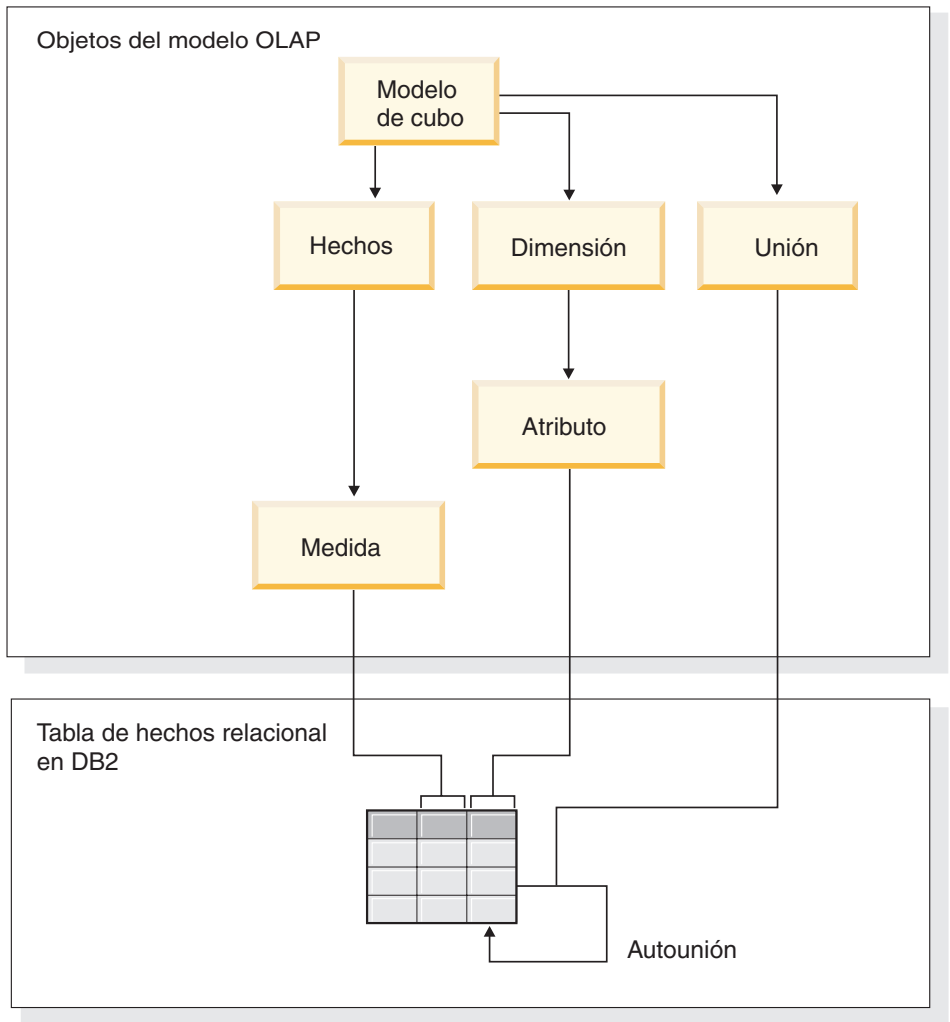 Objetos del modelo OLAP
Modelo
de cubo
Hechos
Dimensión
Unión
Atributo
Medida
Tabla de hechos relacional
en DB2
Autounión